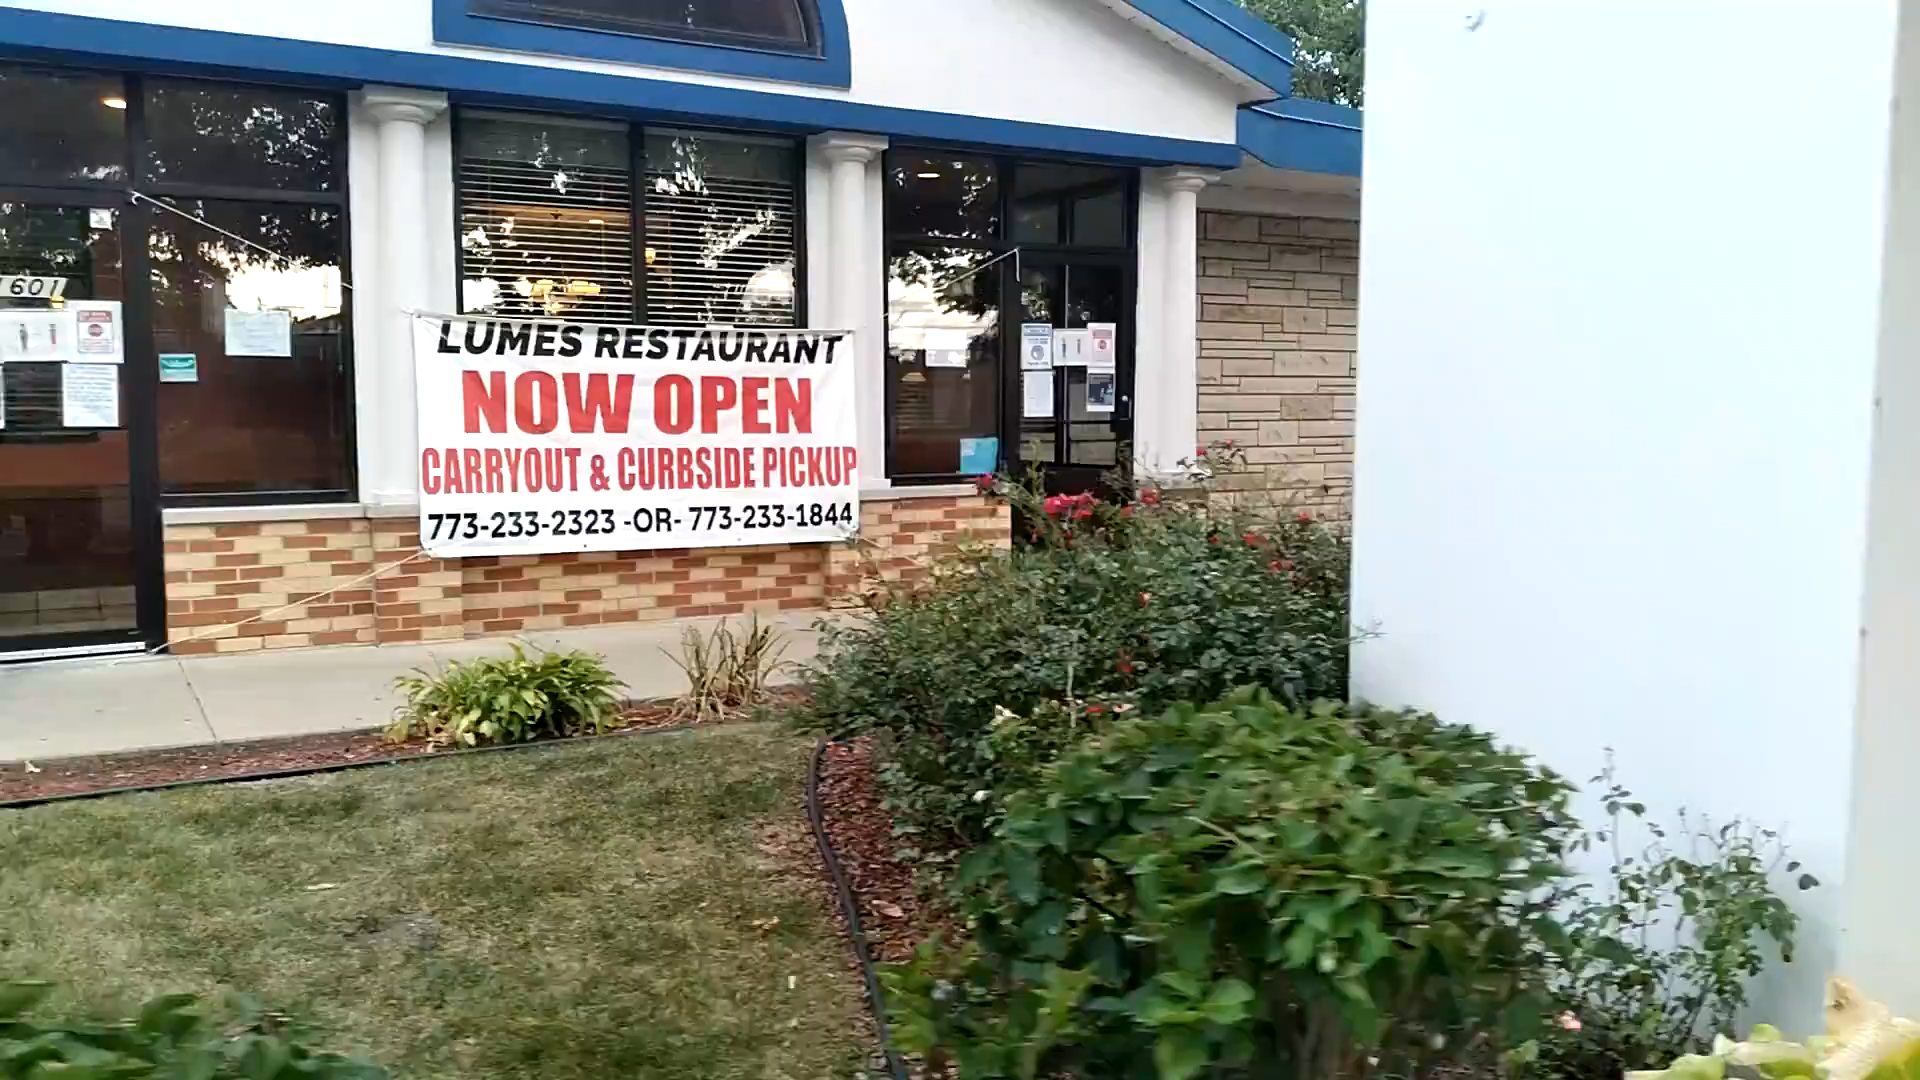 LUMES RESTAURANT
NOW OPEN
CARRYOUT & CURBSIDE PICKUP
773-233-2323 -OR- 773-233-1844
601